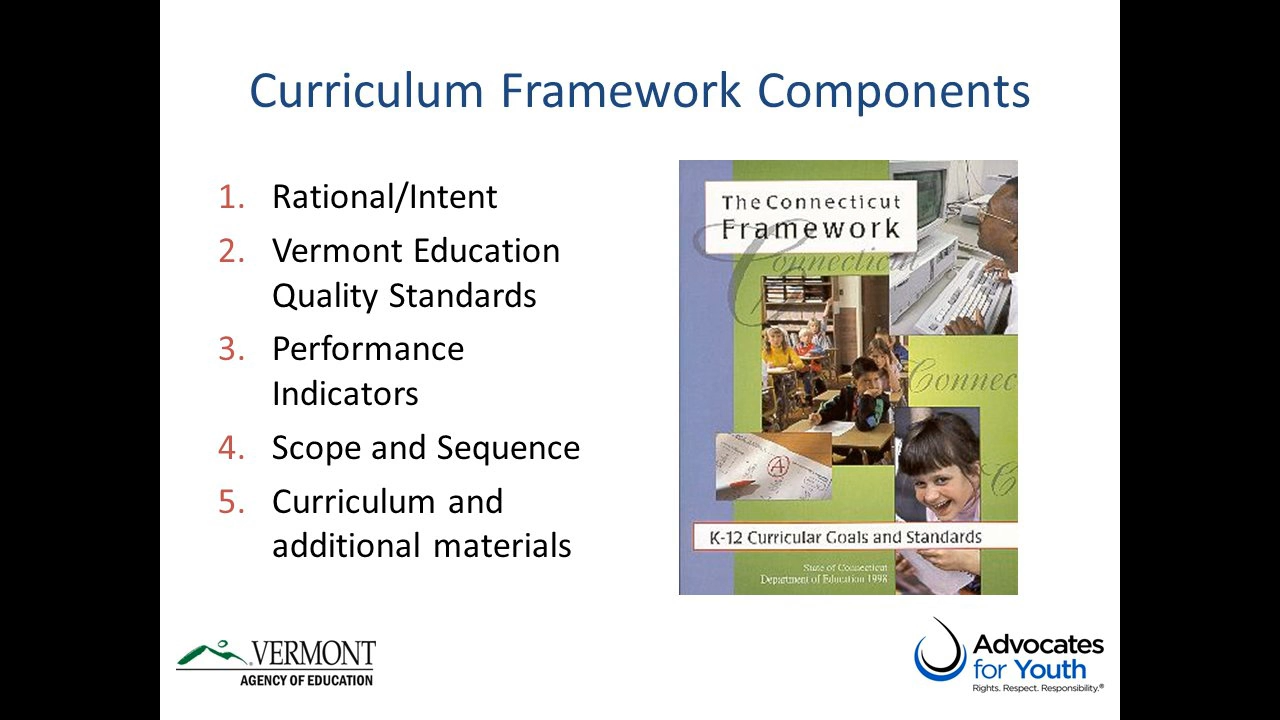 Curriculum Framework Components
1. Rational/Intent
2. Vermont Education
Quality Standards
3. Performance
Indicators
4. Scope and Sequence
5. Curriculum and
additional materials
The Connecticut
Framework
Connecticut
Connec
C
A
K-12 Curricular Goals and Standards
State of Connecticut
Department of Education 1998
VERMONT
AGENCY OF EDUCATION
Advocates
for Youth
Rights. Respect. Responsibility.®